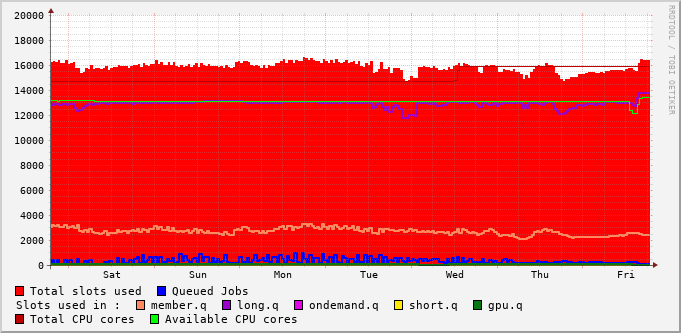 20000
18000
16000
14000
12000
10000
8000
6000
4000
2000
0
Sat Sun Mon Tue Wed Thu Fri
RRDTOOL / TOBI OETIKER
Total slots used Queued Jobs
Slots used in : member.q long.q ondemand.q short.q gpu.q
Total CPU cores Available CPU cores